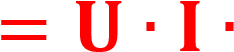 = U · I ·